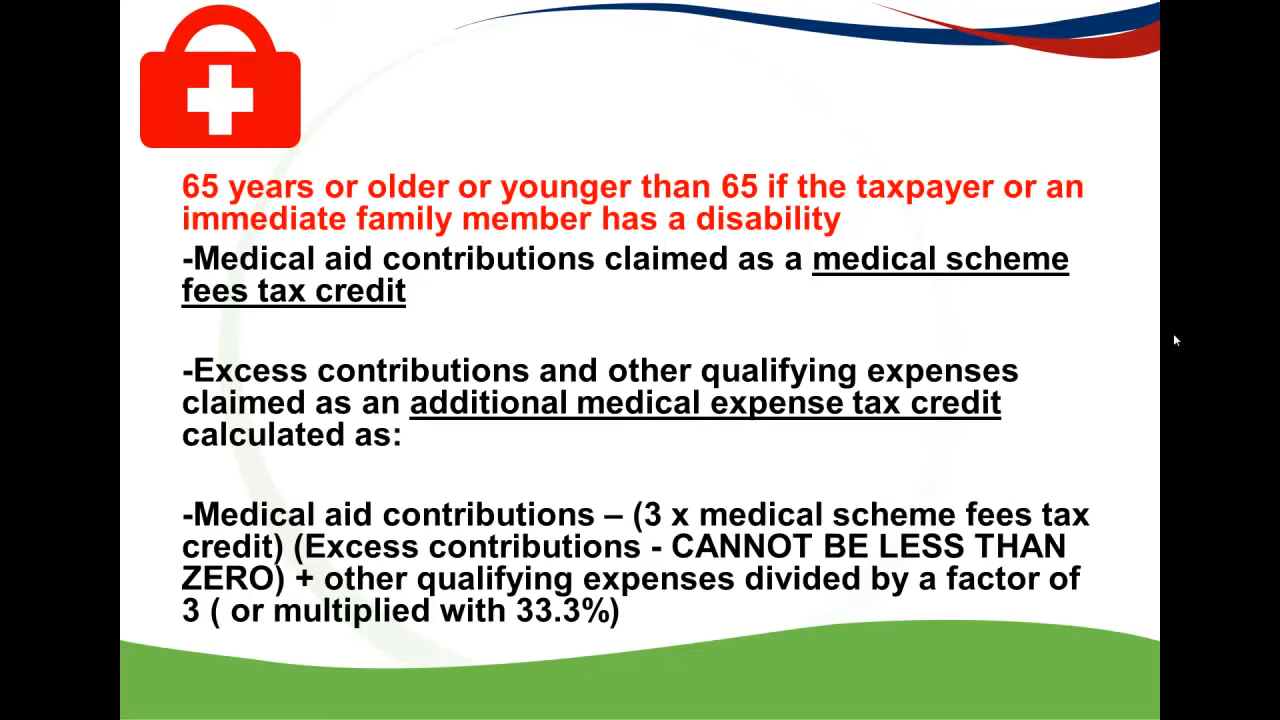 65 years or older or younger than 65 if the taxpayer or an
immediate family member has a disability
-Medical aid contributions claimed as a medical scheme
fees tax credit
-Excess contributions and other qualifying expenses
claimed as an additional medical expense tax credit
calculated as:
-Medical aid contributions – (3 x medical scheme fees tax
credit) (Excess contributions - CANNOT BE LESS THAN
ZERO) + other qualifying expenses divided by a factor of
3 ( or multiplied with 33.3%)